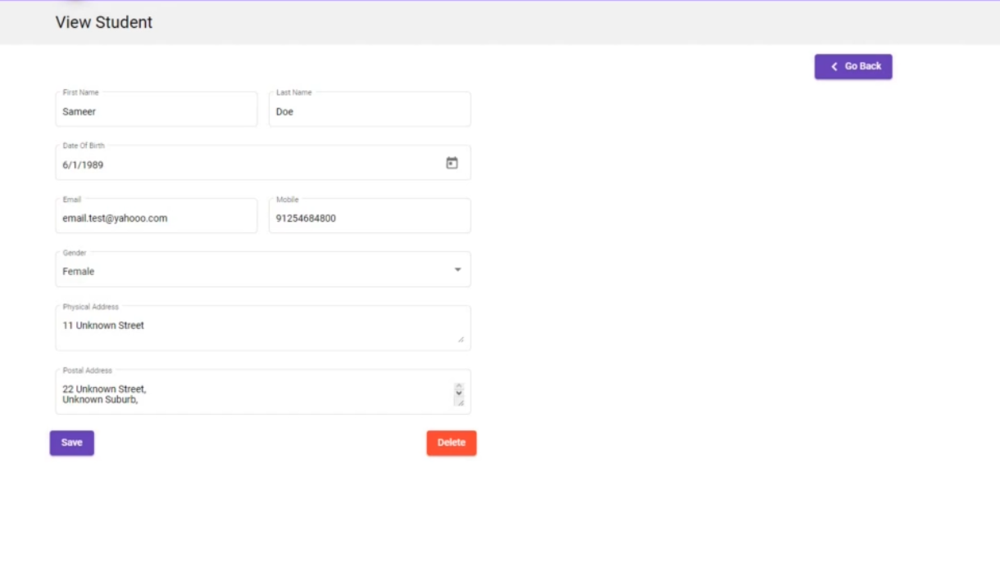 View Student
Go Back
First Name
Last Name
Sameer
Doe
Date Of Birth
6/1/1989
Email
Mobile
email.test@yahooo.com
91254684800
Gender
Female
Physical Address
11 Unknown Street
Postal Address
22 Unknown Street,
Unknown Suburb,
Save
Delete